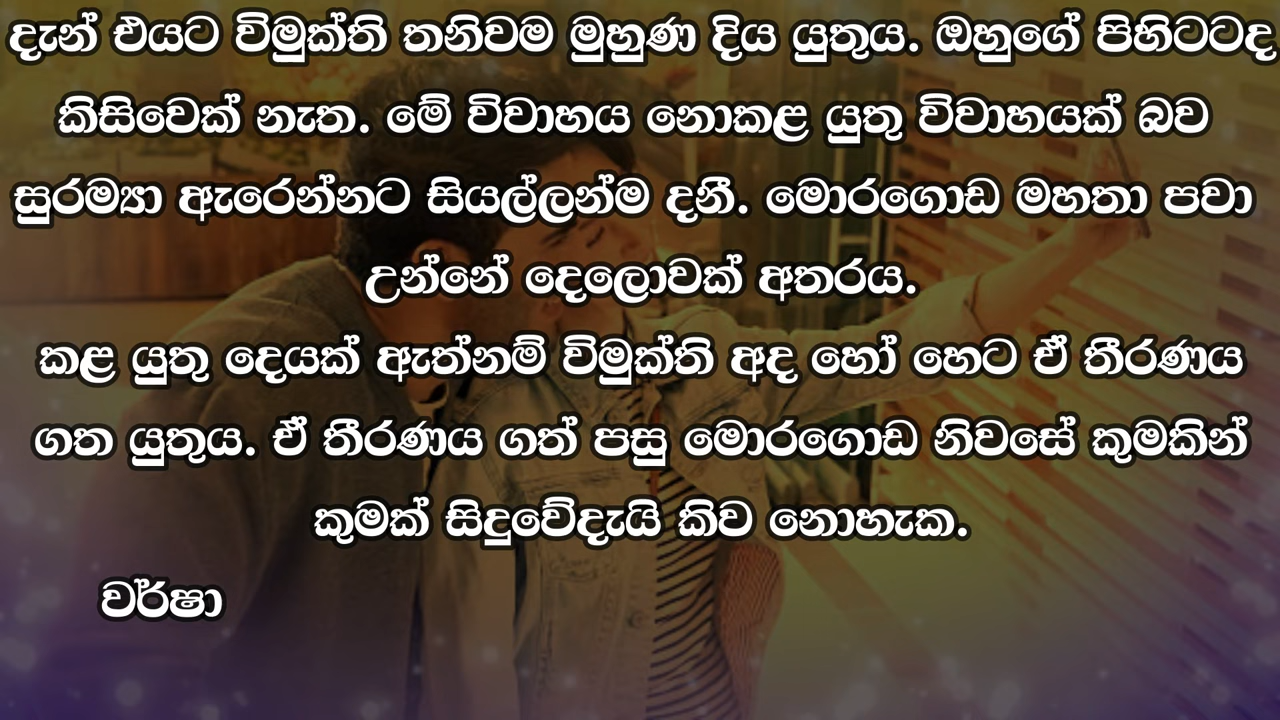 දැන් එයට විමුක්ති තනිවම මුහුණ දිය යුතුය. ඔහුගේ පිහිටටද
කිසිවෙක් නැත. මේ විවාහය නොකළ යුතු විවාහයක් බව
සුරම්‍යා ඇරෙන්නට සියල්ලන්ම දනී. මොරගොඩ මහතා පවා
උන්නේ දෙලොවක් අතරය.
කළ යුතු දෙයක් ඇත්නම් විමුක්ති අද හෝ හෙට ඒ තීරණය
ගත යුතුය. ඒ තීරණය ගත් පසු මොරගොඩ නිවසේ කුමකින්
කුමක් සිදුවේදැයි කිව නොහැක.
වර්ෂා